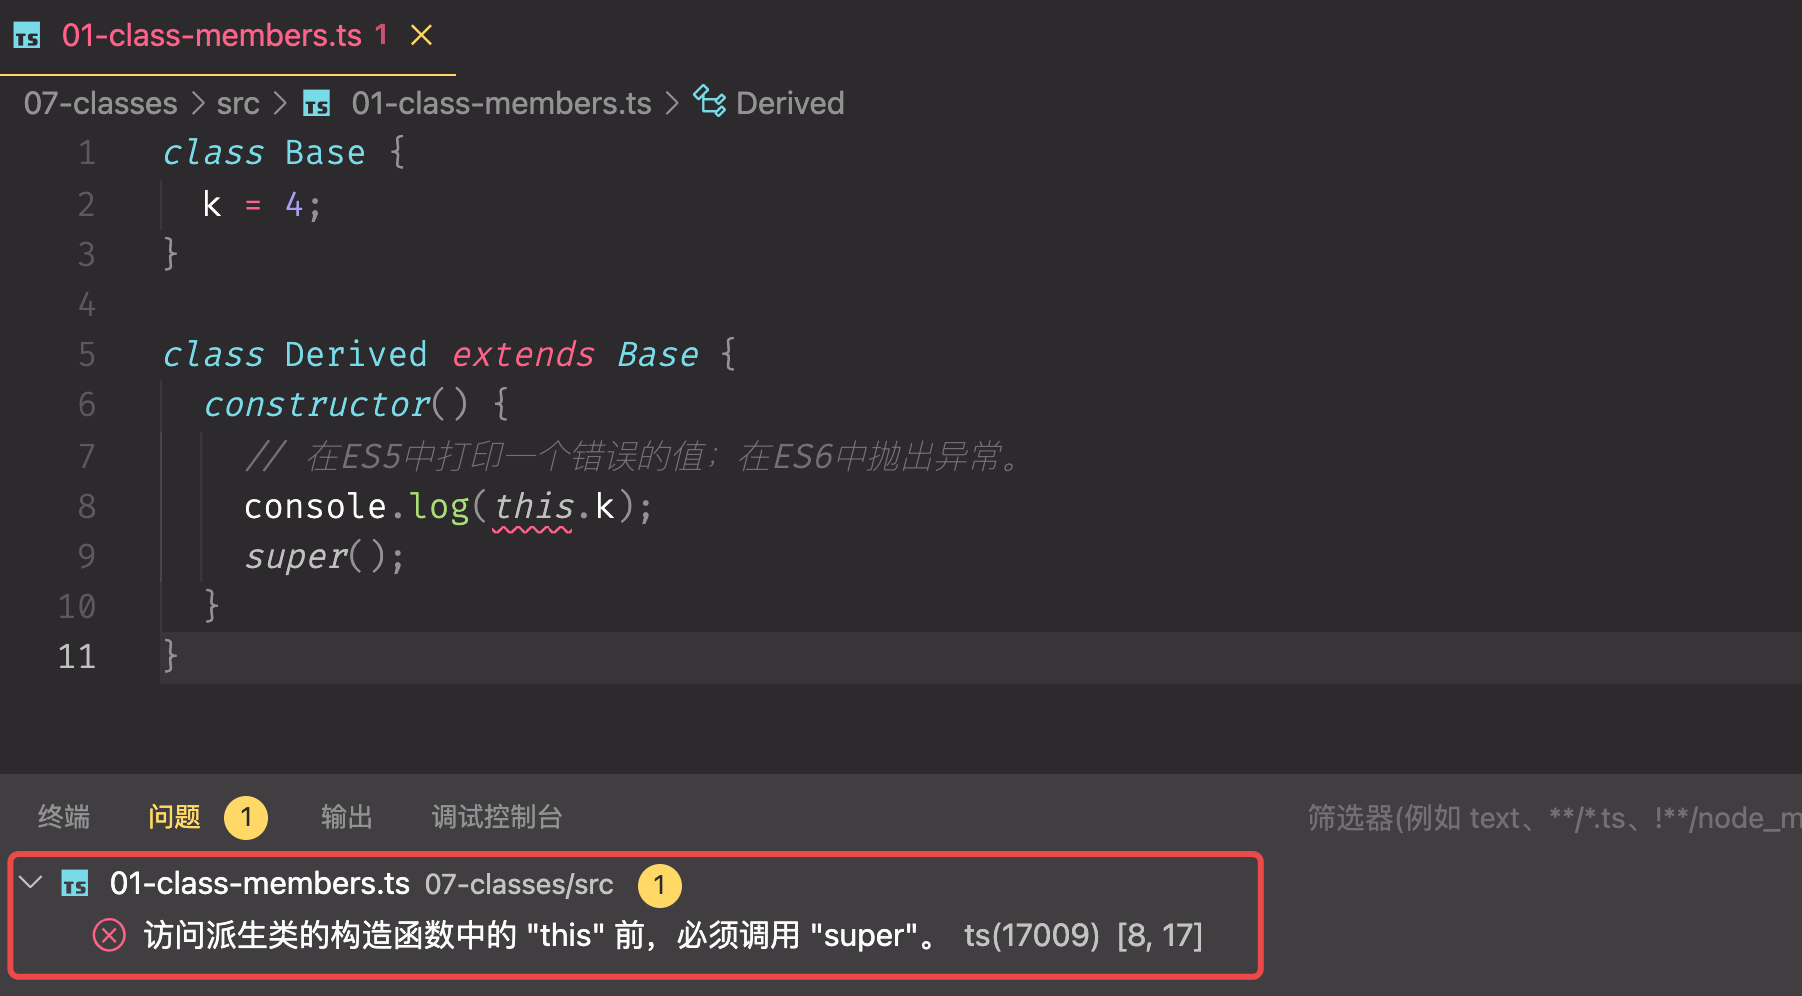 TS 01-class-members.ts 1
07-classes > src > TS 01-class-members.ts > Derived
1 class Base {
2 k = 4;
3 }
4
5 class Derived extends Base {
6 constructor() {
7 // 在ES5中打印一个错误的值；在ES6中抛出异常。
8 console.log(this.k);
9 super();
10 }
11 }
终端 问题 1 输出 调试控制台 筛选器(例如 text、**/*.ts、!**/node_m
TS 01-class-members.ts 07-classes/src 1
访问派生类的构造函数中的 "this" 前，必须调用 "super"。 ts(17009) [8, 17]